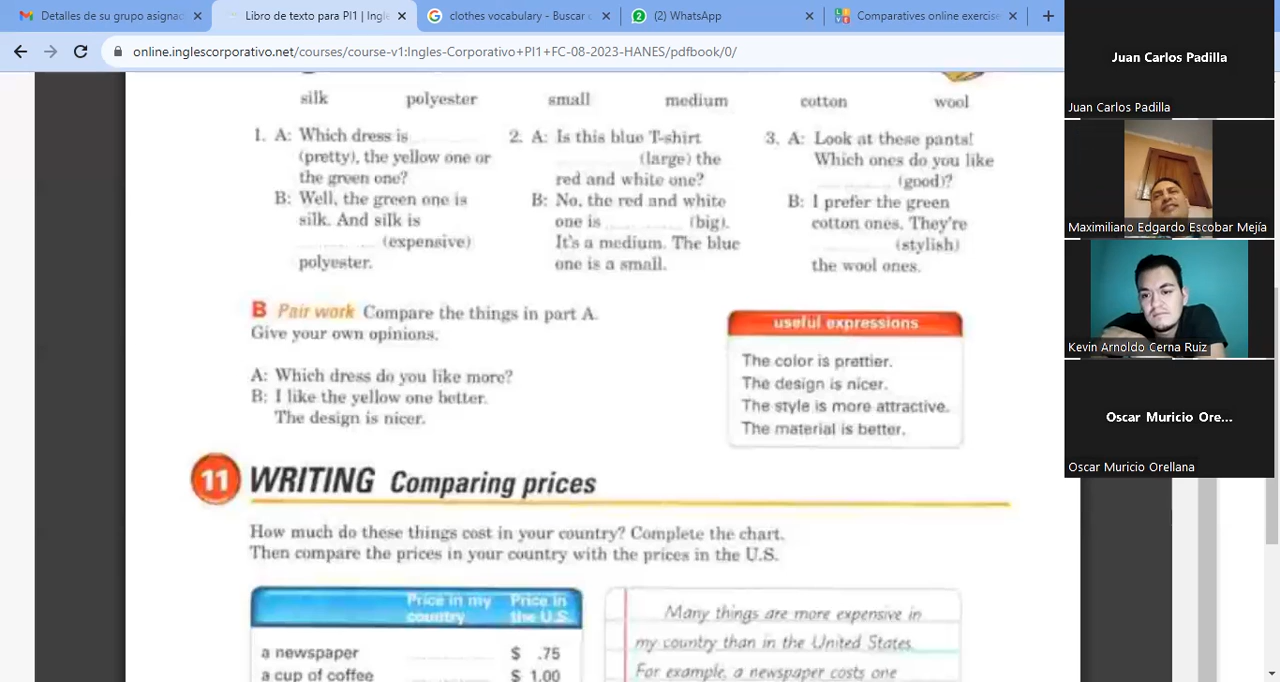 Detalles de su grupo asignad
Libro de texto para PI1 | Ingle
clothes vocabulary - Buscar c
(2) WhatsApp
Comparatives online exercise
online.inglescorporativo.net/courses/course-v1:Ingles-Corporativo+PI1+FC-08-2023-HANES/pdfbook/0/
silk polyester small medium cotton wool
1. A: Which dress is
(pretty), the yellow one or
the green one?
B: Well, the green one is
silk. And silk is
(expensive)
polyester.
2. A: Is this blue T-shirt
(large) the
red and white one?
B: No, the red and white
one is (big).
It's a medium. The blue
one is a small.
3. A: Look at these pants!
Which ones do you like
(good)?
B: I prefer the green
cotton ones. They're
(stylish)
the wool ones.
B Pair work Compare the things in part A.
Give your own opinions.
A: Which dress do you like more?
B: I like the yellow one better.
The design is nicer.
useful expressions
The color is prettier.
The design is nicer.
The style is more attractive.
The material is better.
11 WRITING Comparing prices
How much do these things cost in your country? Complete the chart.
Then compare the prices in your country with the prices in the U.S.
Price in my country
Price in the U.S.
a newspaper $ .75
a cup of coffee $ 1.00
Many things are more expensive in
my country than in the United States.
For example, a newspaper costs one
Juan Carlos Padilla
Juan Carlos Padilla
Maximiliano Edgardo Escobar Mejía
Kevin Arnoldo Cerna Ruiz
Oscar Muricio Ore...
Oscar Muricio Orellana